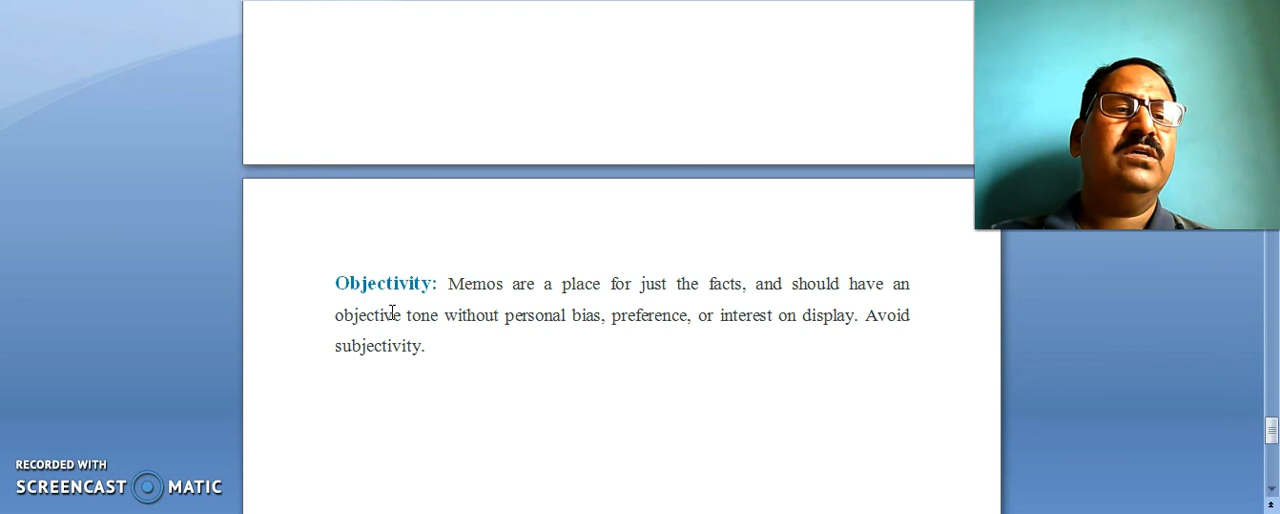 Objectivity: Memos are a place for just the facts, and should have an
objective tone without personal bias, preference, or interest on display. Avoid
subjectivity.
RECORDED WITH
SCREENCAST MATIC